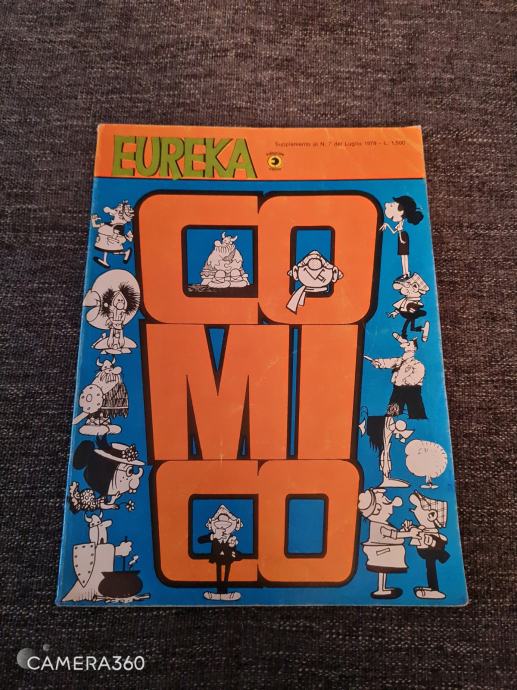 EUREKA
Supplemento al N. 7 del Luglio 1978 - L. 1.500
CO
MI
CO
CAMERA360